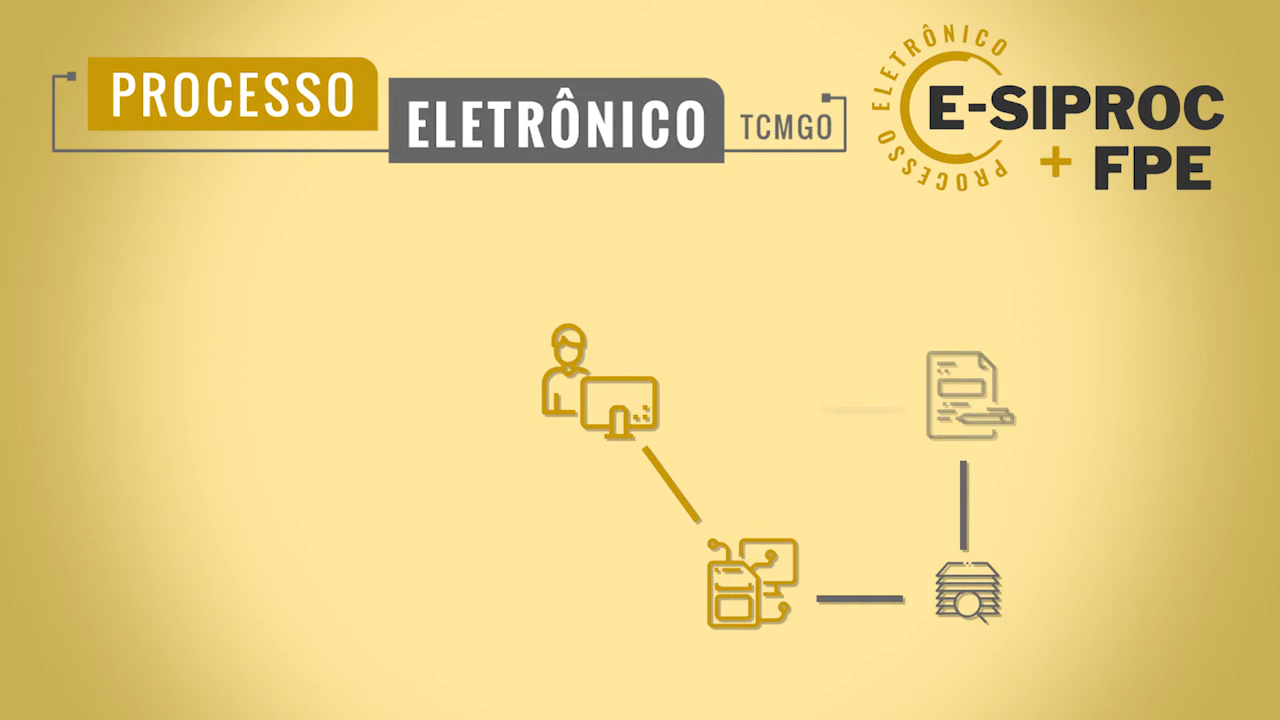 PROCESSO
ELETRÔNICO
TCMGO
PROCESSO ELETRÔNICO
E-SIPROC
+ FPE